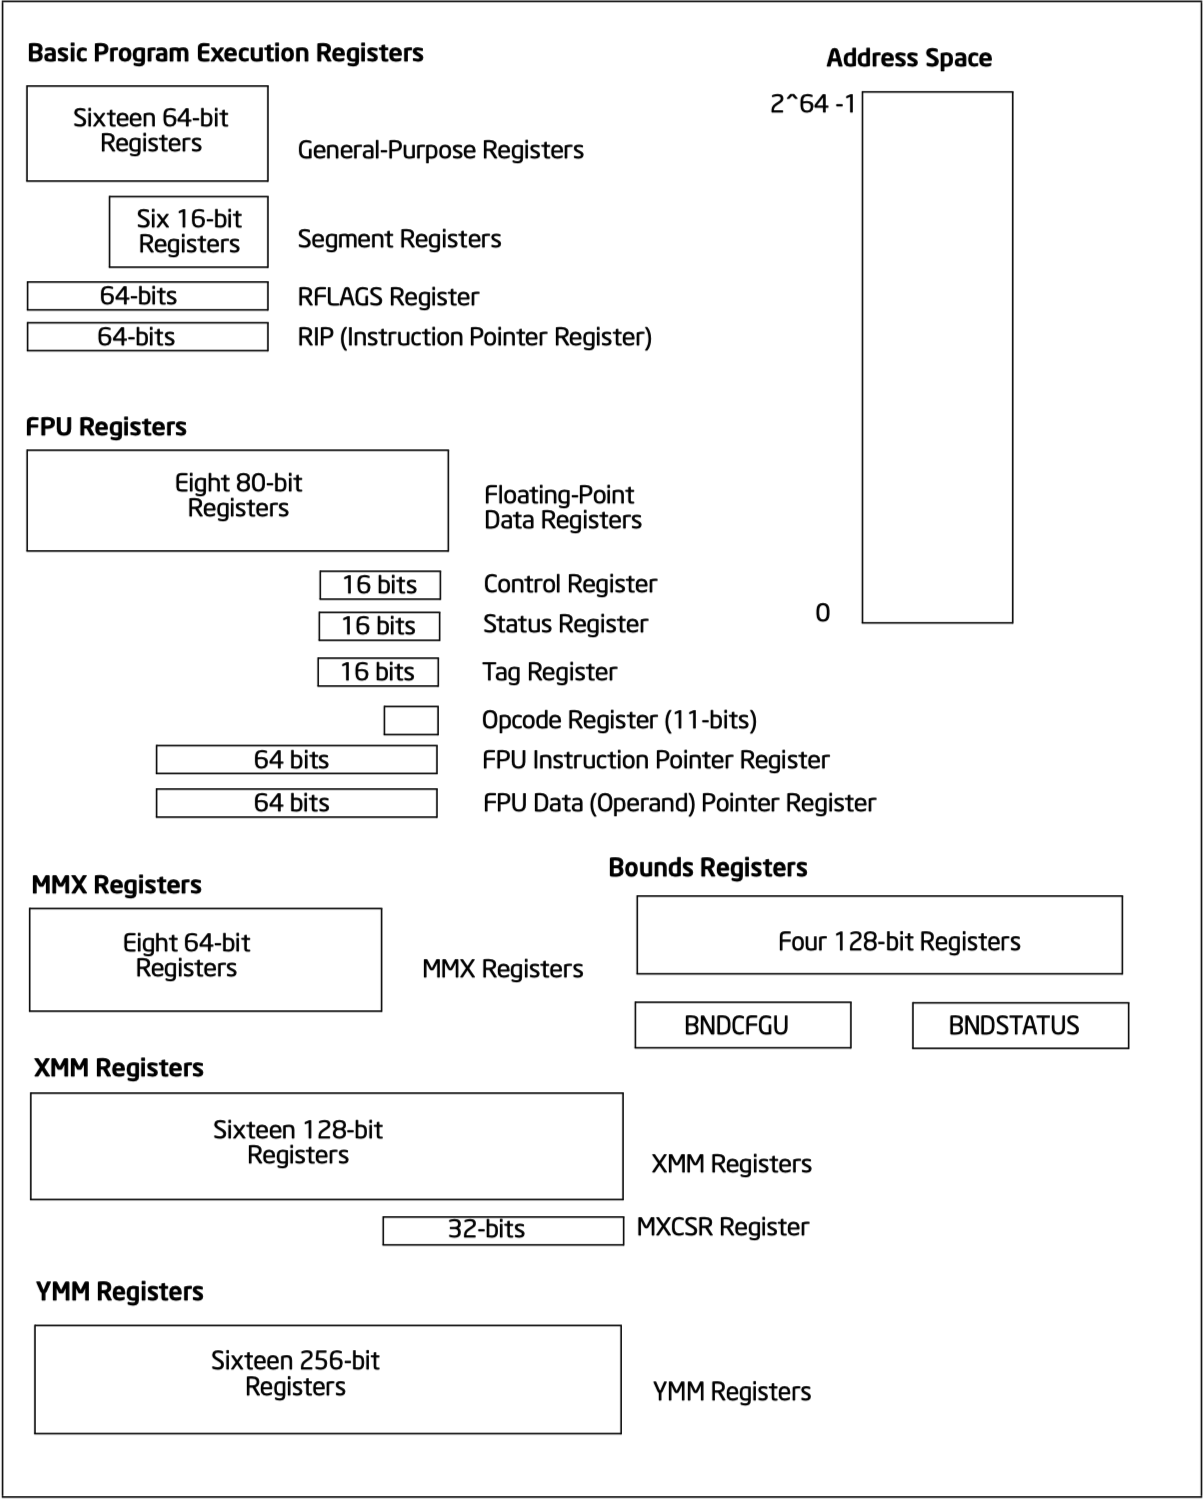 Basic Program Execution Registers
Address Space
2^64 -1
Sixteen 64-bit
Registers
General-Purpose Registers
Six 16-bit
Registers
Segment Registers
64-bits
RFLAGS Register
64-bits
RIP (Instruction Pointer Register)
FPU Registers
Eight 80-bit
Registers
Floating-Point
Data Registers
16 bits
Control Register
0
16 bits
Status Register
16 bits
Tag Register
Opcode Register (11-bits)
64 bits
FPU Instruction Pointer Register
64 bits
FPU Data (Operand) Pointer Register
MMX Registers
Eight 64-bit
Registers
MMX Registers
Bounds Registers
Four 128-bit Registers
BNDCFGU
BNDSTATUS
XMM Registers
Sixteen 128-bit
Registers
XMM Registers
32-bits
MXCSR Register
YMM Registers
Sixteen 256-bit
Registers
YMM Registers